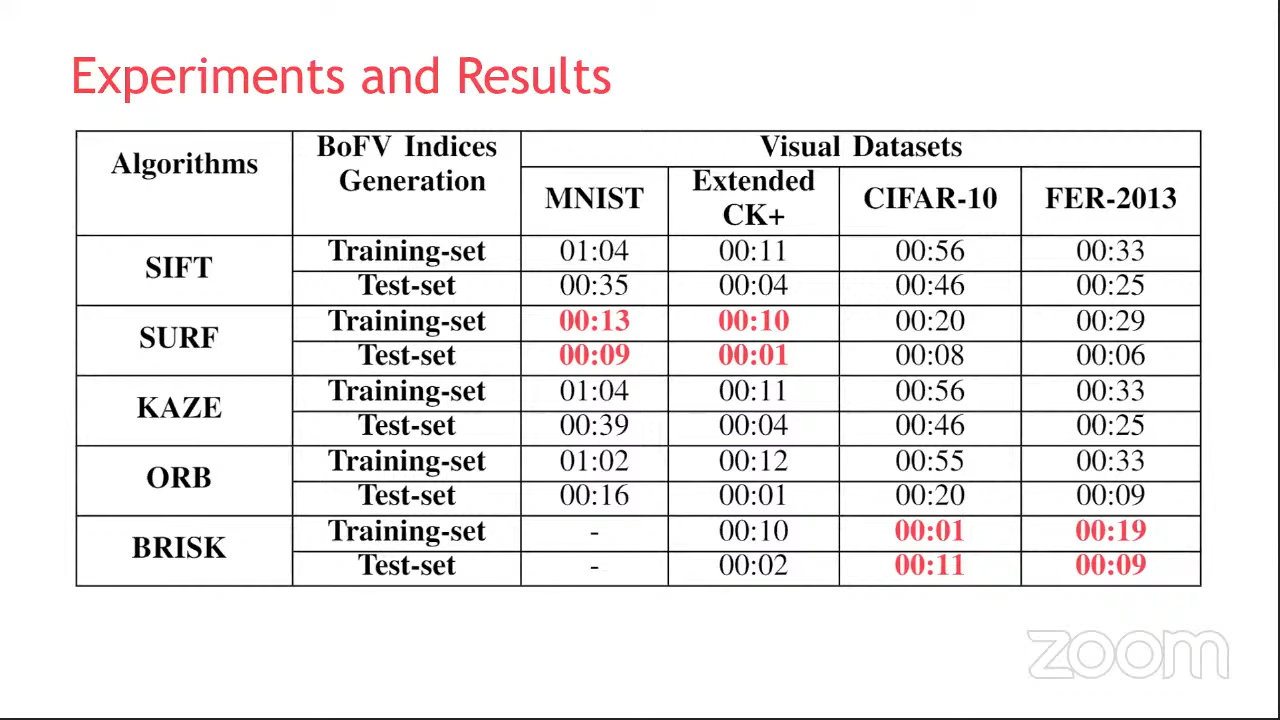 Experiments and Results
Algorithms BoFV Indices Generation Visual Datasets
MNIST Extended CK+ CIFAR-10 FER-2013
SIFT Training-set 01:04 00:11 00:56 00:33
Test-set 00:35 00:04 00:46 00:25
SURF Training-set 00:13 00:10 00:20 00:29
Test-set 00:09 00:01 00:08 00:06
KAZE Training-set 01:04 00:11 00:56 00:33
Test-set 00:39 00:04 00:46 00:25
ORB Training-set 01:02 00:12 00:55 00:33
Test-set 00:16 00:01 00:20 00:09
BRISK Training-set - 00:10 00:01 00:19
Test-set - 00:02 00:11 00:09
zoom